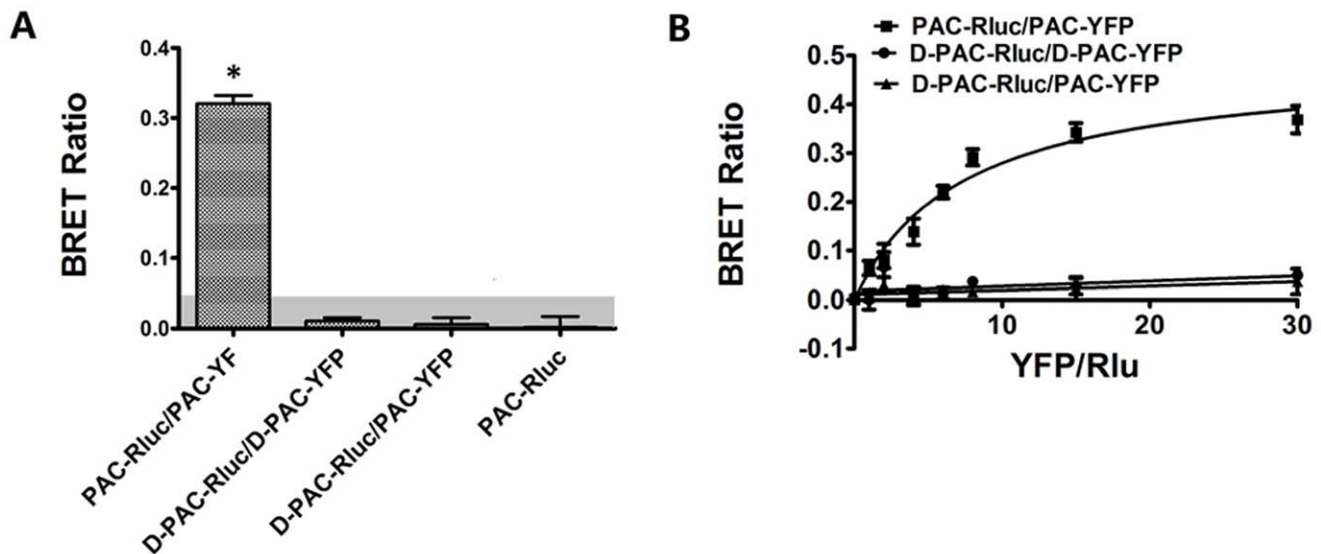 A
BRET Ratio
0.4
0.3
0.2
0.1
0.0
*
PAC-Rluc/PAC-YF
D-PAC-Rluc/D-PAC-YFP
D-PAC-Rluc/PAC-YFP
PAC-Rluc
B
PAC-Rluc/PAC-YFP
D-PAC-Rluc/D-PAC-YFP
D-PAC-Rluc/PAC-YFP
BRET Ratio
0.5
0.4
0.3
0.2
0.1
0.0
-0.1
10
20
30
YFP/Rlu